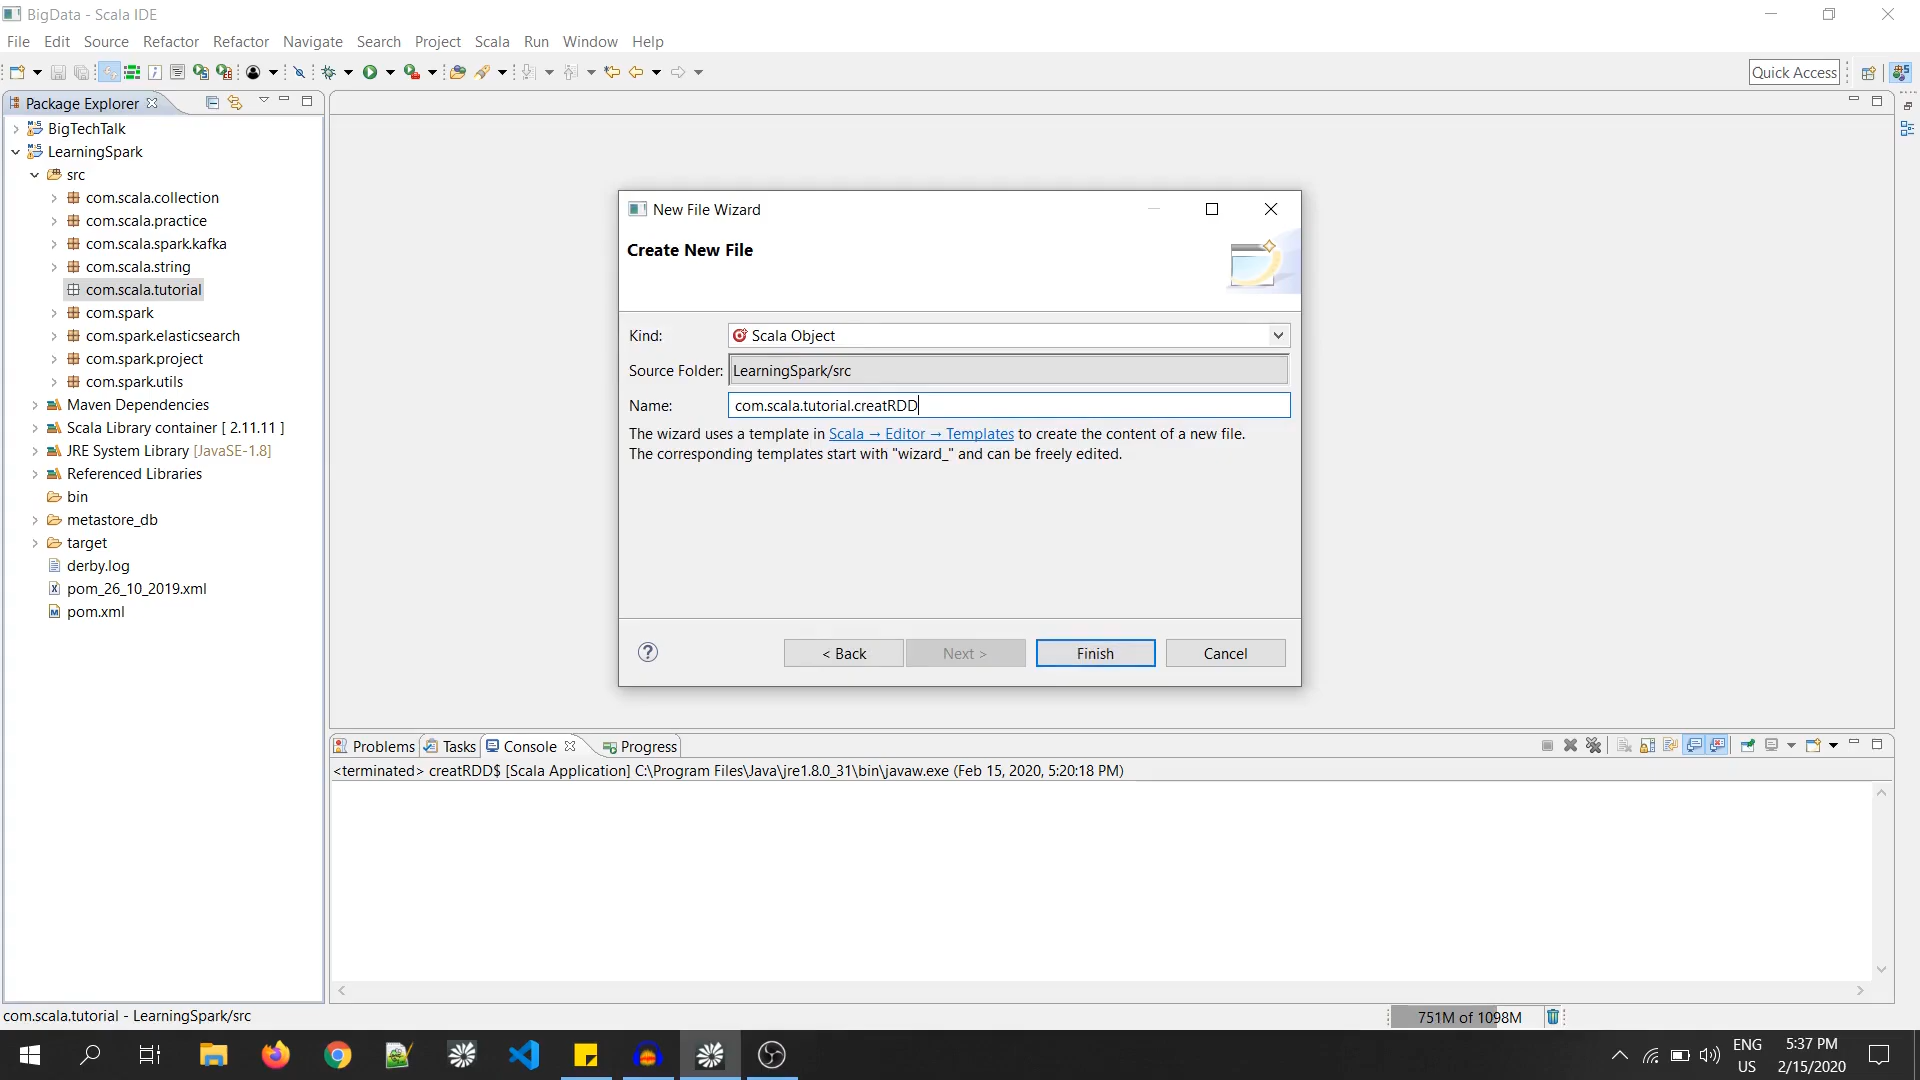 BigData - Scala IDE
File Edit Source Refactor Refactor Navigate Search Project Scala Run Window Help
Quick Access
Package Explorer
BigTechTalk
LearningSpark
src
com.scala.collection
com.scala.practice
com.scala.spark.kafka
com.scala.string
com.scala.tutorial
com.spark
com.spark.elasticsearch
com.spark.project
com.spark.utils
Maven Dependencies
Scala Library container [ 2.11.11 ]
JRE System Library [JavaSE-1.8]
Referenced Libraries
bin
metastore_db
target
derby.log
pom_26_10_2019.xml
pom.xml
New File Wizard
Create New File
Kind: Scala Object
Source Folder: LearningSpark/src
Name: com.scala.tutorial.creatRDD
The wizard uses a template in Scala → Editor → Templates to create the content of a new file.
The corresponding templates start with "wizard_" and can be freely edited.
< Back Next > Finish Cancel
Problems Tasks Console Progress
<terminated> creatRDD$ [Scala Application] C:\Program Files\Java\jre1.8.0_31\bin\javaw.exe (Feb 15, 2020, 5:20:18 PM)
com.scala.tutorial - LearningSpark/src
751M of 1098M
ENG
US
5:37 PM
2/15/2020